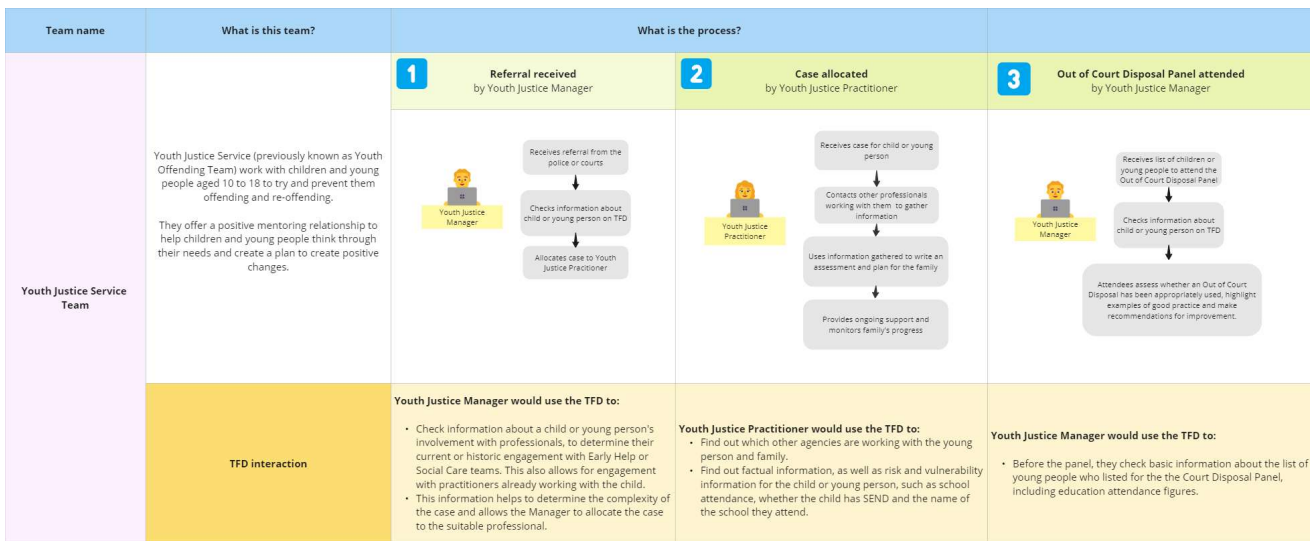 Team name
What is this team?
What is the process?
1
Referral received
by Youth Justice Manager
2
Case allocated
by Youth Justice Practitioner
3
Out of Court Disposal Panel attended
by Youth Justice Manager
Youth Justice Service
Team
Youth Justice Service (previously known as Youth
Offending Team) work with children and young
people aged 10 to 18 to try and prevent them
offending and re-offending.
They offer a positive mentoring relationship to
help children and young people think through
their needs and create a plan to create positive
changes.
Youth Justice
Manager
Receives referral from the
police or courts
Checks information about
child or young person on TFD
Allocates case to Youth
Justice Practitioner
Youth Justice
Practitioner
Receives case for child or young
person
Contacts other professionals
working with them to gather
information
Uses information gathered to write an
assessment and plan for the family
Provides ongoing support and
monitors family's progress
Youth Justice
Manager
Receives list of children or
young people to attend the
Out of Court Disposal Panel
Checks information about
child or young person on TFD
Attendees assess whether an Out of Court
Disposal has been appropriately used, highlight
examples of good practice and make
recommendations for improvement.
TFD interaction
Youth Justice Manager would use the TFD to:
• Check information about a child or young person's
involvement with professionals, to determine their
current or historic engagement with Early Help or
Social Care teams. This also allows for engagement
with practitioners already working with the child.
• This information helps to determine the complexity of
the case and allows the Manager to allocate the case
to the suitable professional.
Youth Justice Practitioner would use the TFD to:
• Find out which other agencies are working with the young
person and family.
• Find out factual information, as well as risk and vulnerability
information for the child or young person, such as school
attendance, whether the child has SEND and the name of
the school they attend.
Youth Justice Manager would use the TFD to:
• Before the panel, they check basic information about the list of
young people who listed for the the Court Disposal Panel,
including education attendance figures.